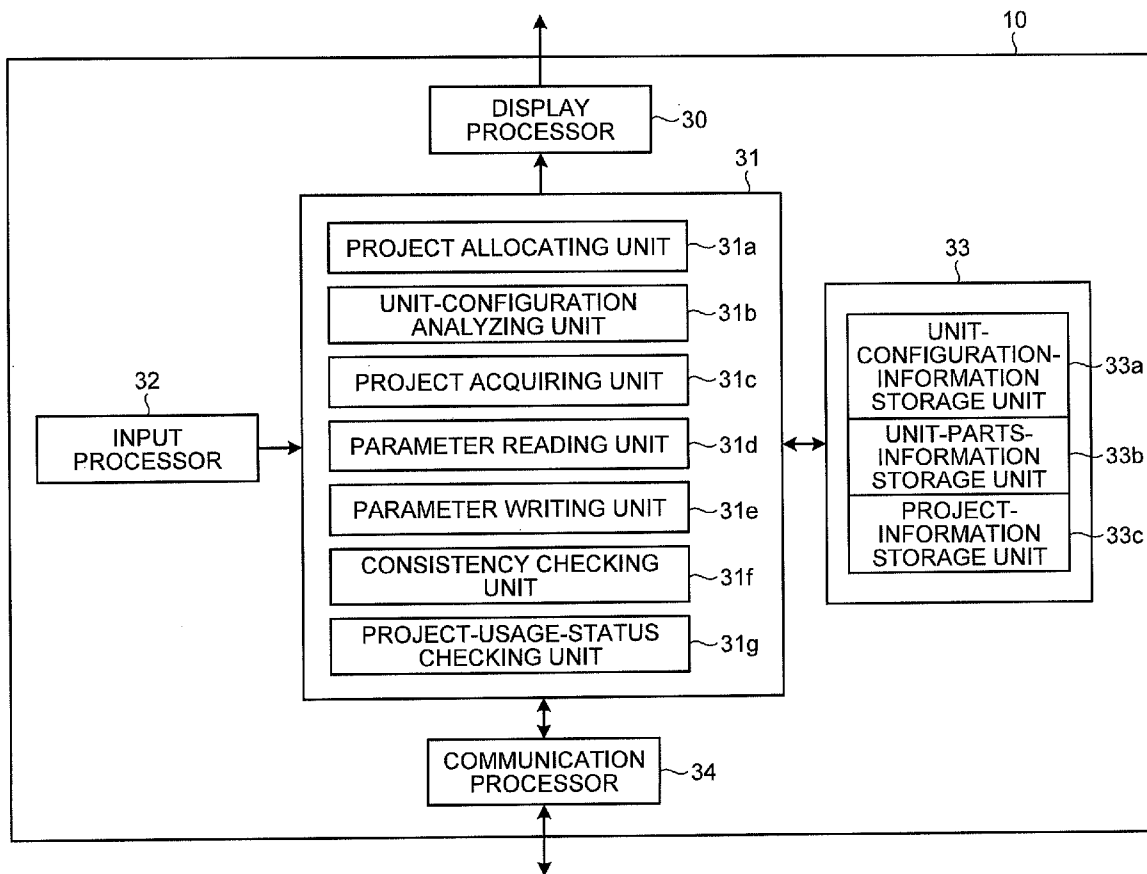 10
DISPLAY
PROCESSOR
30
31
PROJECT ALLOCATING UNIT
31a
UNIT-CONFIGURATION
ANALYZING UNIT
31b
PROJECT ACQUIRING UNIT
31c
PARAMETER READING UNIT
31d
PARAMETER WRITING UNIT
31e
CONSISTENCY CHECKING
UNIT
31f
PROJECT-USAGE-STATUS
CHECKING UNIT
31g
32
INPUT
PROCESSOR
33
UNIT-
CONFIGURATION-
INFORMATION
STORAGE UNIT
33a
UNIT-PARTS-
INFORMATION
STORAGE UNIT
33b
PROJECT-
INFORMATION
STORAGE UNIT
33c
COMMUNICATION
PROCESSOR
34